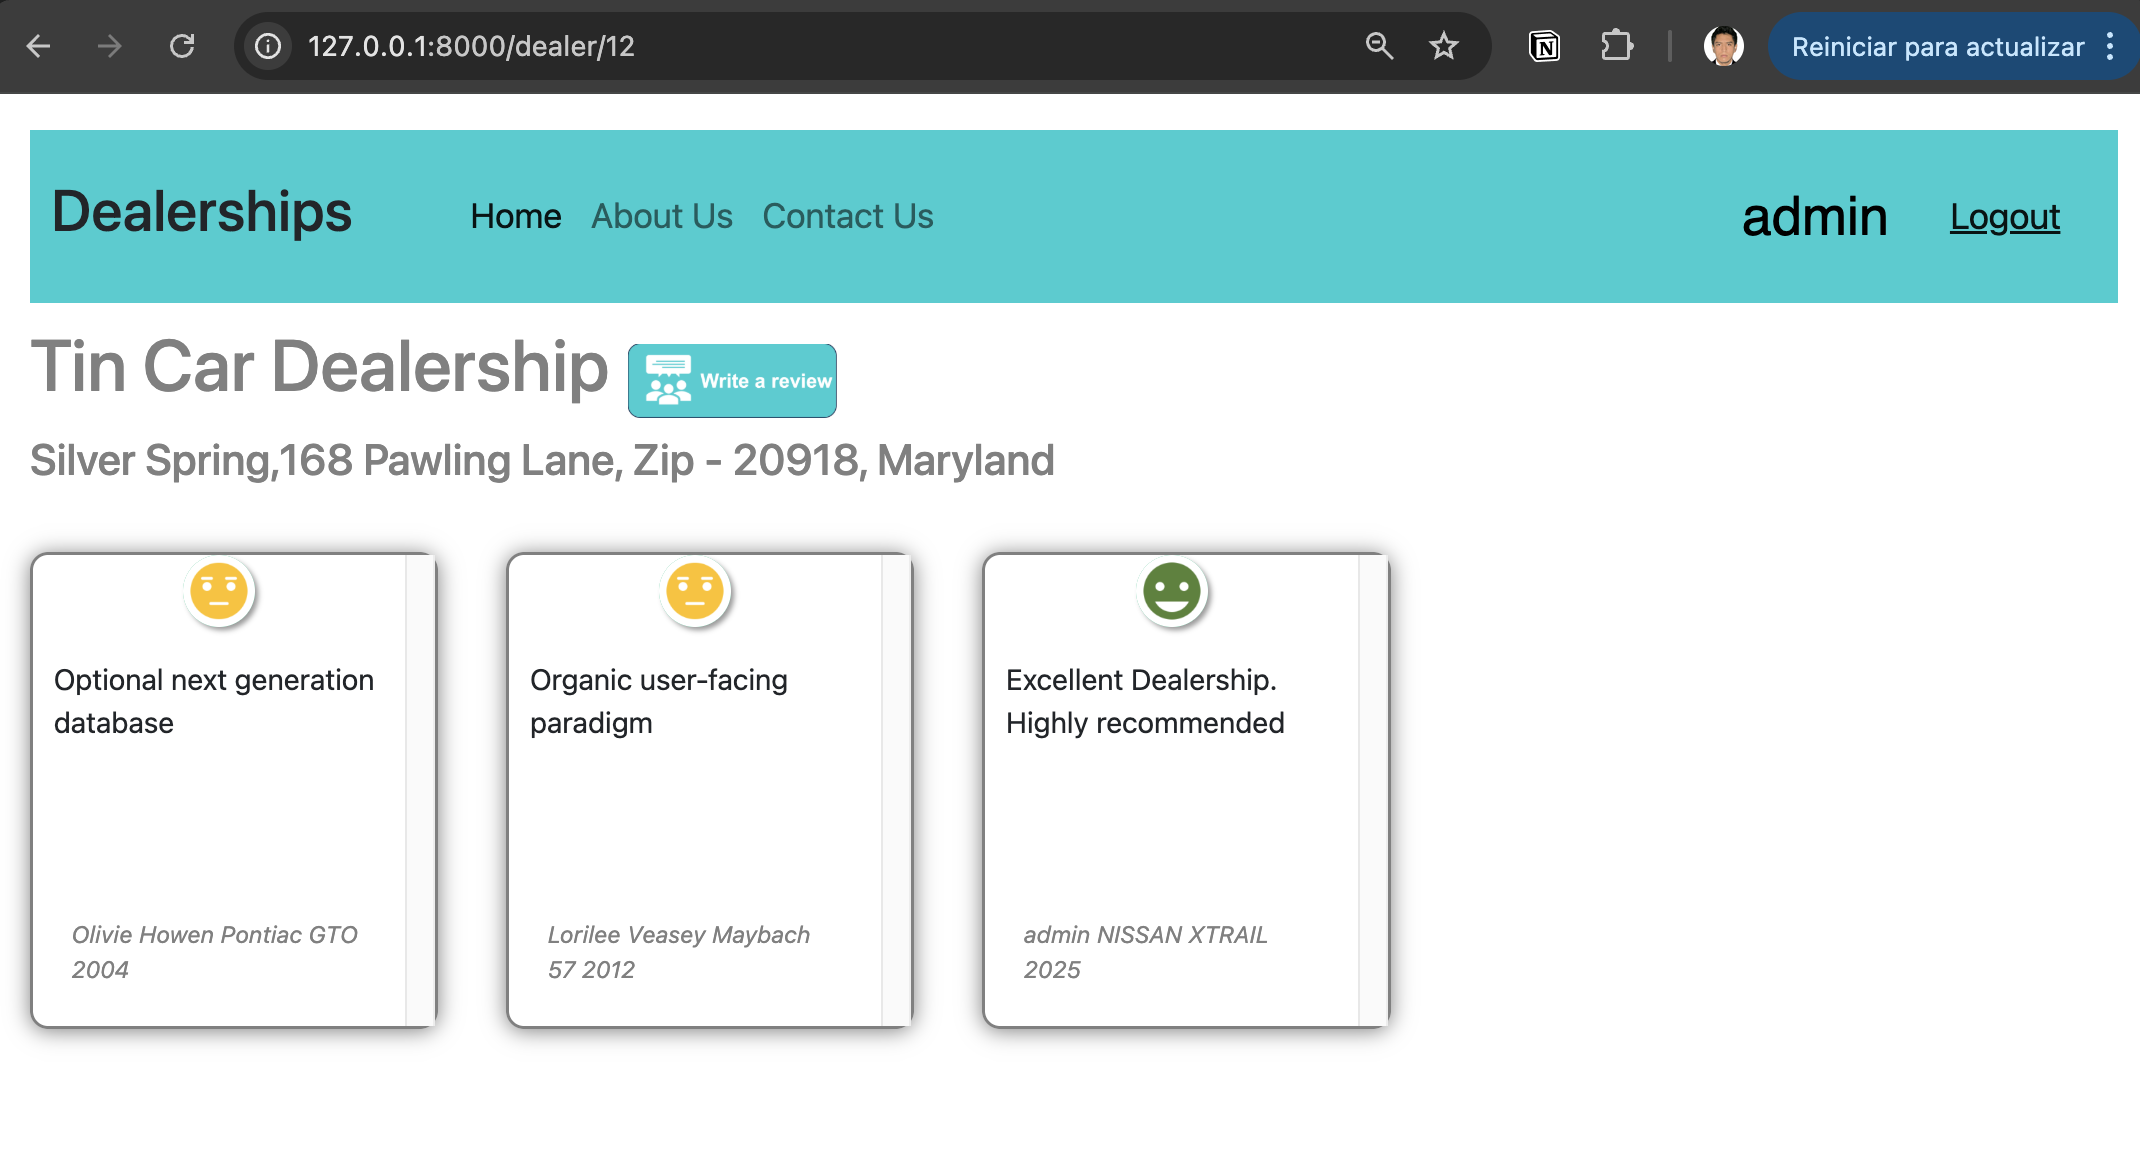 127.0.0.1:8000/dealer/12
N
Reiniciar para actualizar
Dealerships
Home
About Us
Contact Us
admin
Logout
Tin Car Dealership
Write a review
Silver Spring,168 Pawling Lane, Zip - 20918, Maryland
Optional next generation
database
Olivie Howen Pontiac GTO
2004
Organic user-facing
paradigm
Lorilee Veasey Maybach
57 2012
Excellent Dealership.
Highly recommended
admin NISSAN XTRAIL
2025